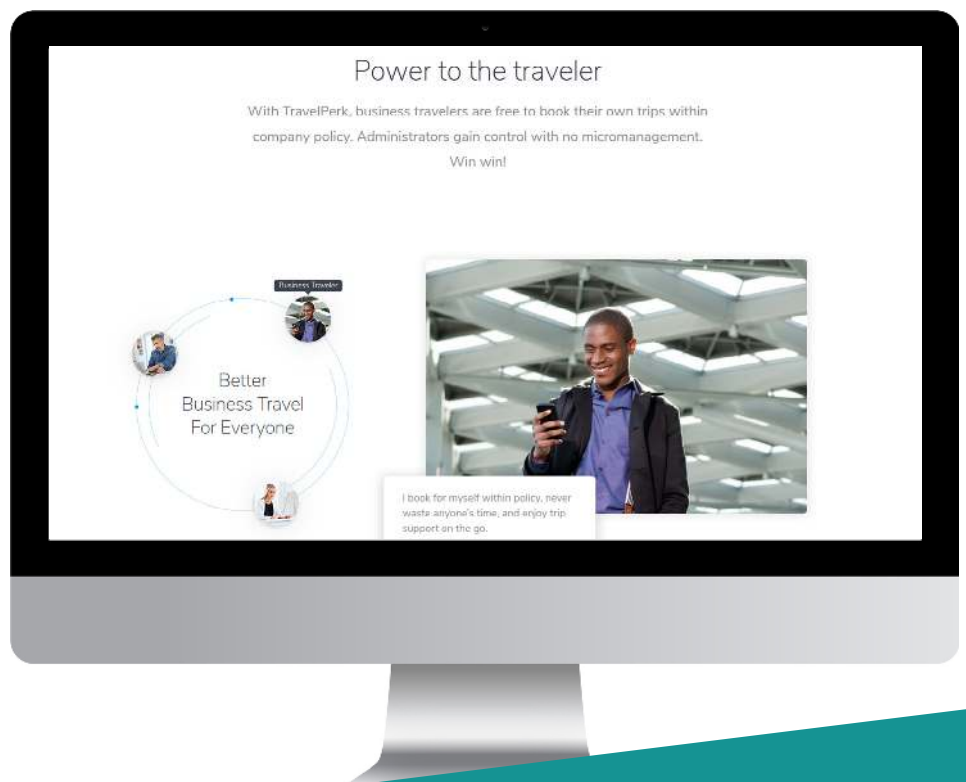 Power to the traveler
With TravelPerk, business travelers are free to book their own trips within
company policy. Administrators gain control with no micromanagement.
Win win!
Business Traveler
Better
Business Travel
For Everyone
I book for myself within policy, never
waste anyone's time, and enjoy trip
support on the go.